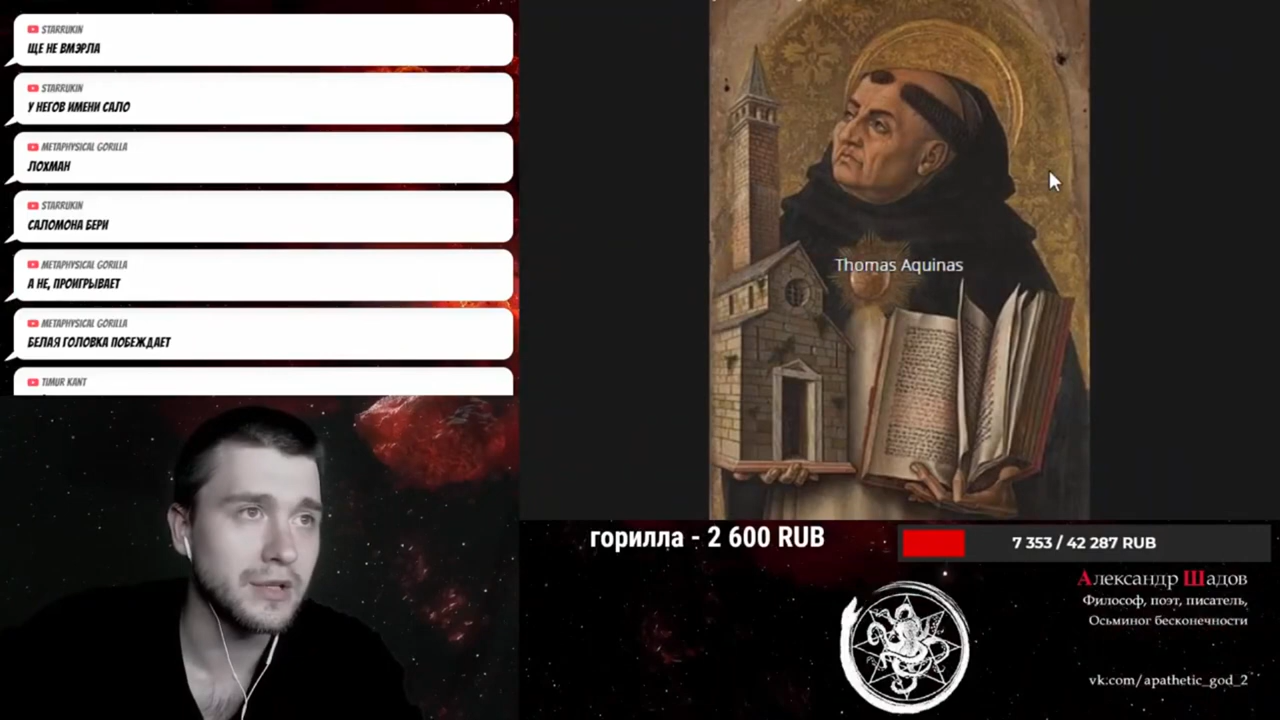 STARRUKIN
ЩЕ НЕ ВМЭРЛА
STARRUKIN
У НЕГОВ ИМЕНИ САЛО
METAPHYSICAL GORILLA
ЛОХМАН
STARRUKIN
САЛОМОНА БЕРИ
METAPHYSICAL GORILLA
А НЕ, ПРОИГРЫВАЕТ
METAPHYSICAL GORILLA
БЕЛАЯ ГОЛОВКА ПОБЕЖДАЕТ
TIMUR KANT
Thomas Aquinas
горилла - 2 600 RUB
7 353 / 42 287 RUB
Александр Шадов
Философ, поэт, писатель,
Осьминог бесконечности
vk.com/apathetic_god_2